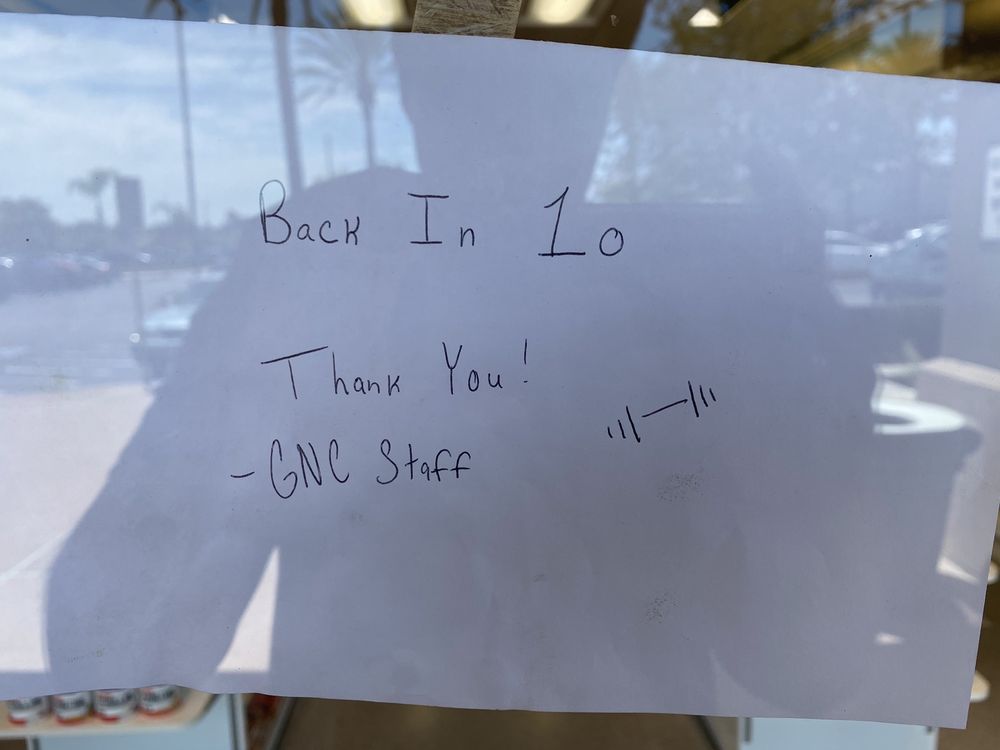 Back In 10
Thank You!
- GNC Staff